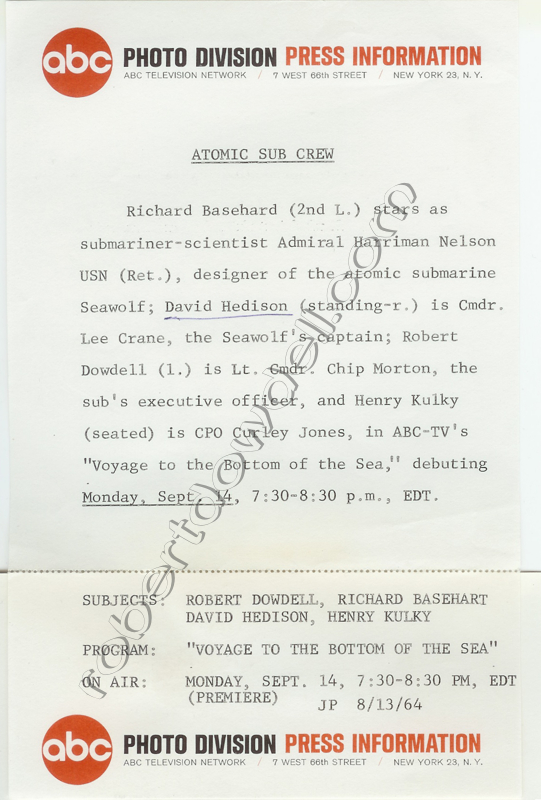 abc PHOTO DIVISION PRESS INFORMATION
ABC TELEVISION NETWORK / 7 WEST 66th STREET / NEW YORK 23, N.Y.
ATOMIC SUB CREW
Richard Basehard (2nd L.) stars as
submariner-scientist Admiral Harriman Nelson
USN (Ret.), designer of the atomic submarine
Seawolf; David Hedison (standing-r.) is Cmdr.
Lee Crane, the Seawolf's captain; Robert
Dowdell (l.) is Lt. Cmdr. Chip Morton, the
sub's executive officer, and Henry Kulky
(seated) is CPO Curley Jones, in ABC-TV's
"Voyage to the Bottom of the Sea," debuting
Monday, Sept. 14, 7:30-8:30 p.m., EDT.
robertdowdell.com
SUBJECTS: ROBERT DOWDELL, RICHARD BASEHART
DAVID HEDISON, HENRY KULKY
PROGRAM: "VOYAGE TO THE BOTTOM OF THE SEA"
ON AIR: MONDAY, SEPT. 14, 7:30-8:30 PM, EDT
(PREMIERE)
JP 8/13/64
abc PHOTO DIVISION PRESS INFORMATION
ABC TELEVISION NETWORK / 7 WEST 66th STREET / NEW YORK 23, N.Y.